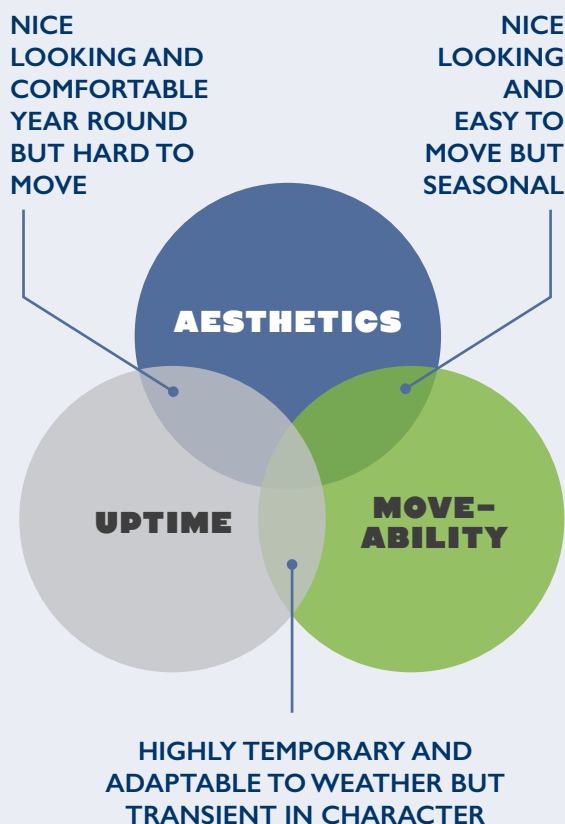 NICE
LOOKING AND
COMFORTABLE
YEAR ROUND
BUT HARD TO
MOVE
NICE
LOOKING
AND
EASY TO
MOVE BUT
SEASONAL
AESTHETICS
UPTIME
MOVE-
ABILITY
HIGHLY TEMPORARY AND
ADAPTABLE TO WEATHER BUT
TRANSIENT IN CHARACTER